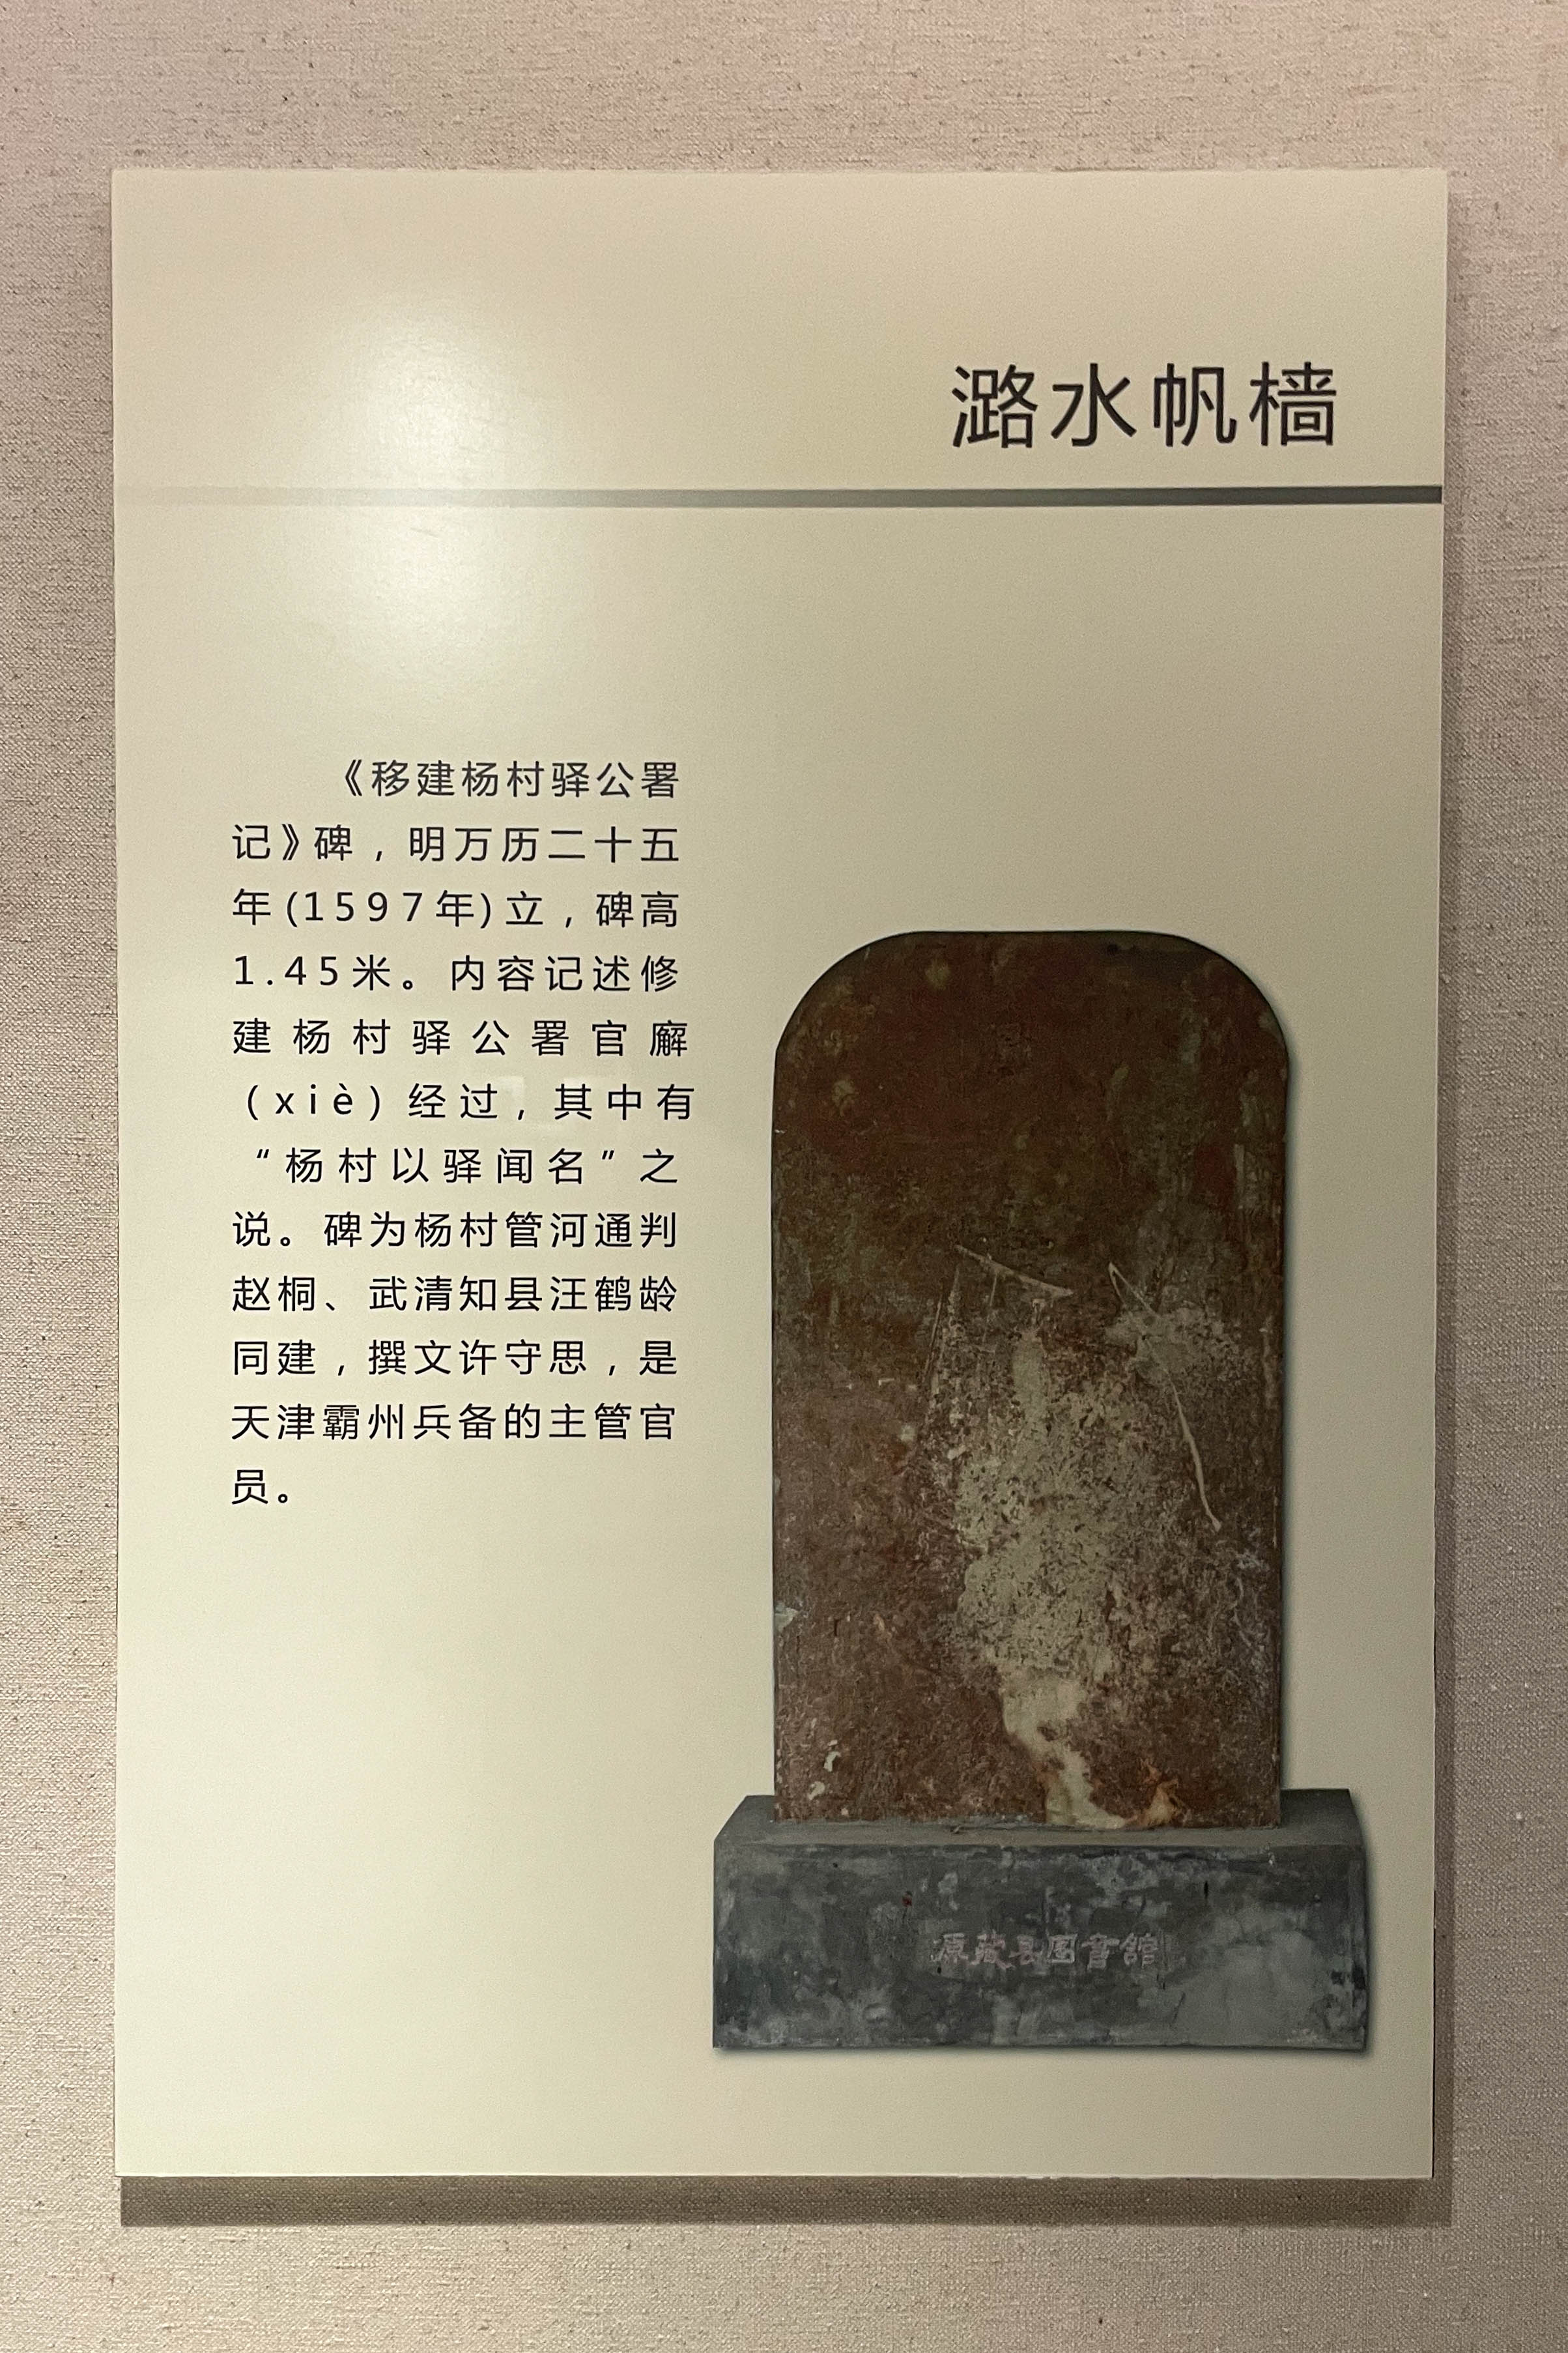 潞水帆樯
《移建杨村驿公署
记》碑，明万历二十五
年(1597年)立，碑高
1.45米。内容记述修
建杨村驿公署官廨
（xiè）经过，其中有
“杨村以驿闻名”之
说。碑为杨村管河通判
赵桐、武清知县汪鹤龄
同建，撰文许守思，是
天津霸州兵备的主管官
员。
原藏县图书館